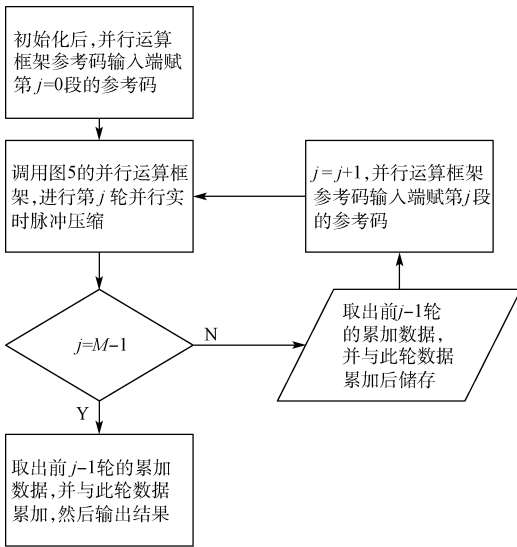 初始化后,并行运算
框架参考码输入端赋
第j=0段的参考码
调用图5的并行运算框
架,进行第j轮并行实
时脉冲压缩
j=j+1,并行运算框架
参考码输入端赋第j段
的参考码
j=M-1
N
取出前j-1轮
的累加数据,
并与此轮数据
累加后储存
Y
取出前j-1轮的累加
数据,并与此轮数据
累加,然后输出结果